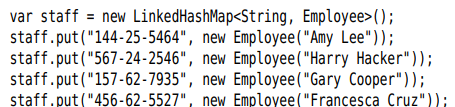 var staff = new LinkedHashMap<String, Employee>();
staff.put("144-25-5464", new Employee("Amy Lee"));
staff.put("567-24-2546", new Employee("Harry Hacker"));
staff.put("157-62-7935", new Employee("Gary Cooper"));
staff.put("456-62-5527", new Employee("Francesca Cruz"));